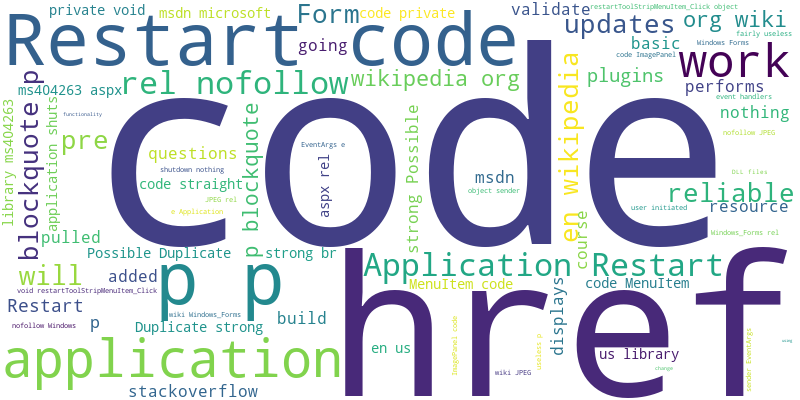 private void
msdn microsoft
Form
code private
restartToolStripMenuItem_Click object
validate
updates
org wiki
fairly useless
Restart
code
going
basic
Windows Forms
code ImagePanel
work
ms404263 aspx
rel nofollow
wikipedia org
plugins
performs
event handlers
library ms404263
application shuts
functionality
blockquote p
p blockquote
strong Possible
en wikipedia
nothing
nofollow JPEG
pre
code
EventArgs e
questions
shutdown nothing
aspx rel
msdn
DLL files
code straight
JPEG rel
object sender
reliable
e Application
user initiated
resource
course
pulled
Windows_Forms rel
Possible Duplicate
strong br
Application Restart
will
added
p p
href
MenuItem code
code MenuItem
void restartToolStripMenuItem_Click
displays
Restart
wiki Windows_Forms
nofollow Windows
p
Duplicate strong
build
ImagePanel code
useless p
sender EventArgs
application
en us
us library
wiki JPEG
change
stackoverflow